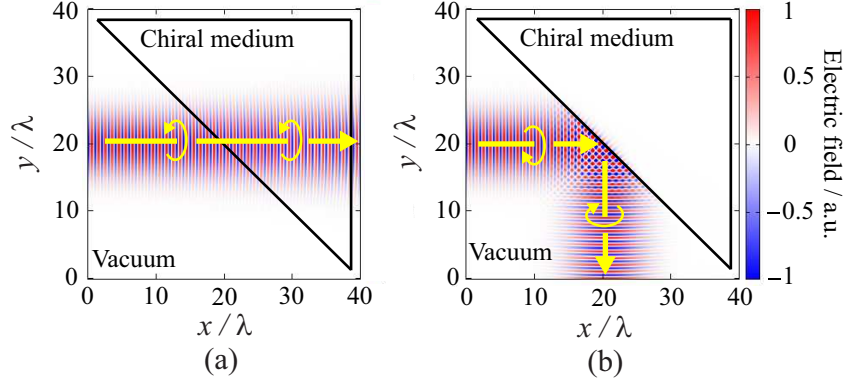 40
30
20
10
0
y / λ
Chiral medium
Vacuum
0 10 20 30 40
x / λ
(a)
40
30
20
10
0
y / λ
Chiral medium
Vacuum
0 10 20 30 40
x / λ
(b)
1
0.5
0
−0.5
−1
Electric field / a.u.